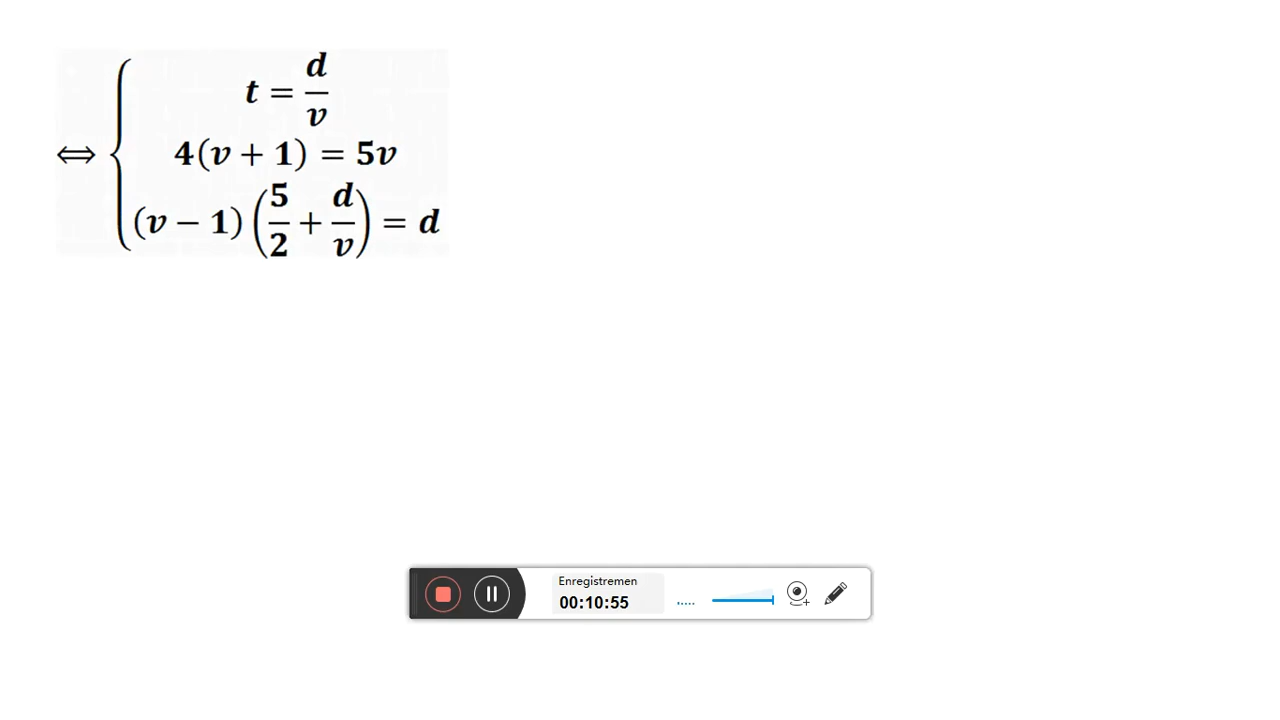 ⟺ { t = d/v
4(v + 1) = 5v
(v − 1)(5/2 + d/v) = d
Enregistremen
00:10:55